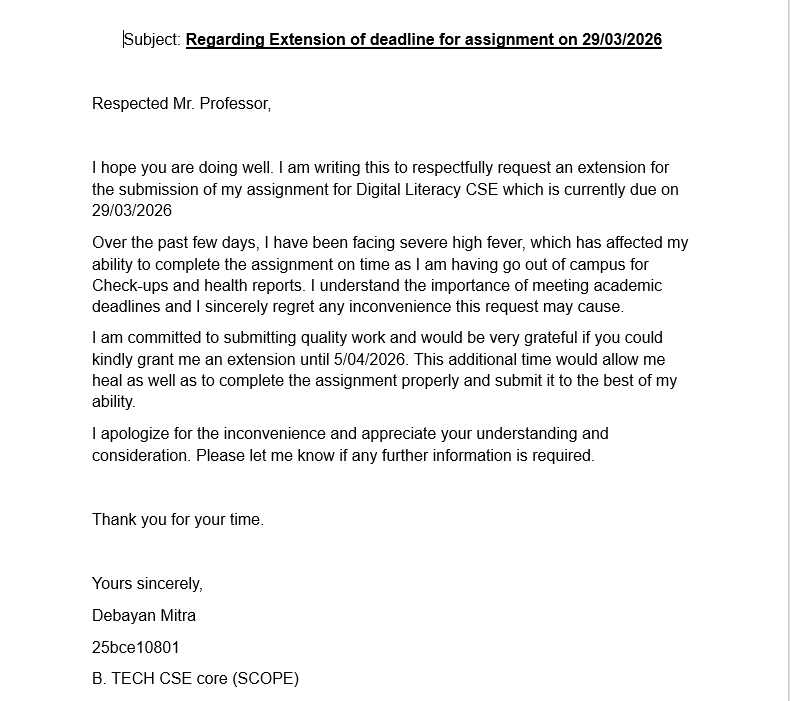 Subject: Regarding Extension of deadline for assignment on 29/03/2026
Respected Mr. Professor,
I hope you are doing well. I am writing this to respectfully request an extension for
the submission of my assignment for Digital Literacy CSE which is currently due on
29/03/2026
Over the past few days, I have been facing severe high fever, which has affected my
ability to complete the assignment on time as I am having go out of campus for
Check-ups and health reports. I understand the importance of meeting academic
deadlines and I sincerely regret any inconvenience this request may cause.
I am committed to submitting quality work and would be very grateful if you could
kindly grant me an extension until 5/04/2026. This additional time would allow me
heal as well as to complete the assignment properly and submit it to the best of my
ability.
I apologize for the inconvenience and appreciate your understanding and
consideration. Please let me know if any further information is required.
Thank you for your time.
Yours sincerely,
Debayan Mitra
25bce10801
B. TECH CSE core (SCOPE)